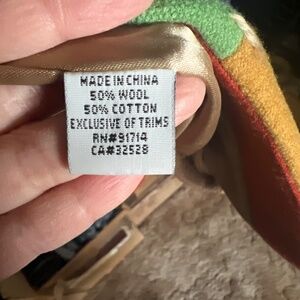 MADE IN CHINA
50% WOOL
50% COTTON
EXCLUSIVE OF TRIMS
RN#91714
CA#32528